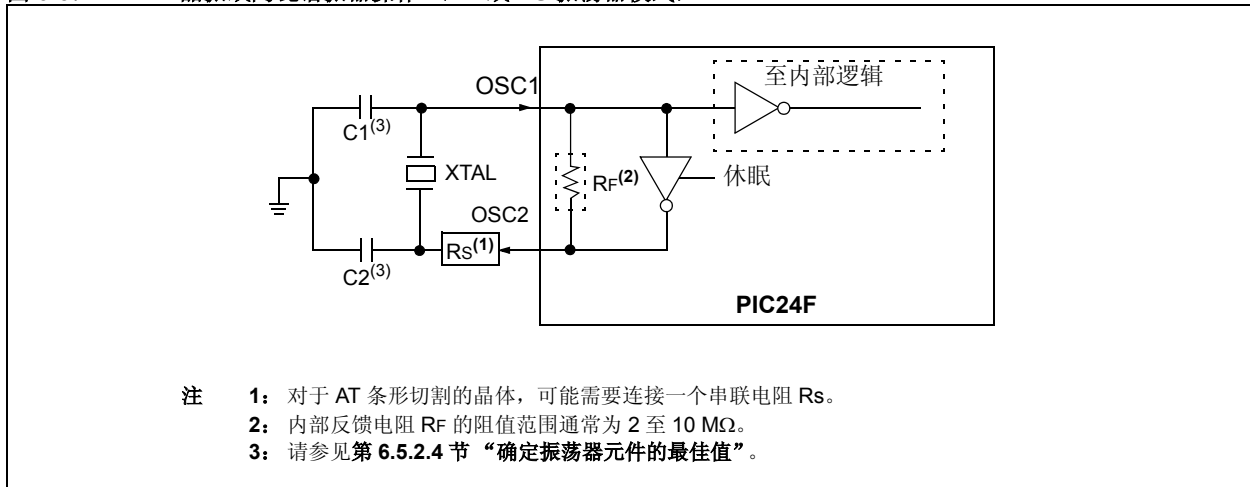 OSC1
至内部逻辑
C1(3)
XTAL
RF(2)
休眠
OSC2
Rs(1)
C2(3)
PIC24F
注 1： 对于 AT 条形切割的晶体，可能需要连接一个串联电阻 Rs。
2： 内部反馈电阻 RF 的阻值范围通常为 2 至 10 MΩ。
3： 请参见第 6.5.2.4 节 “确定振荡器元件的最佳值”。